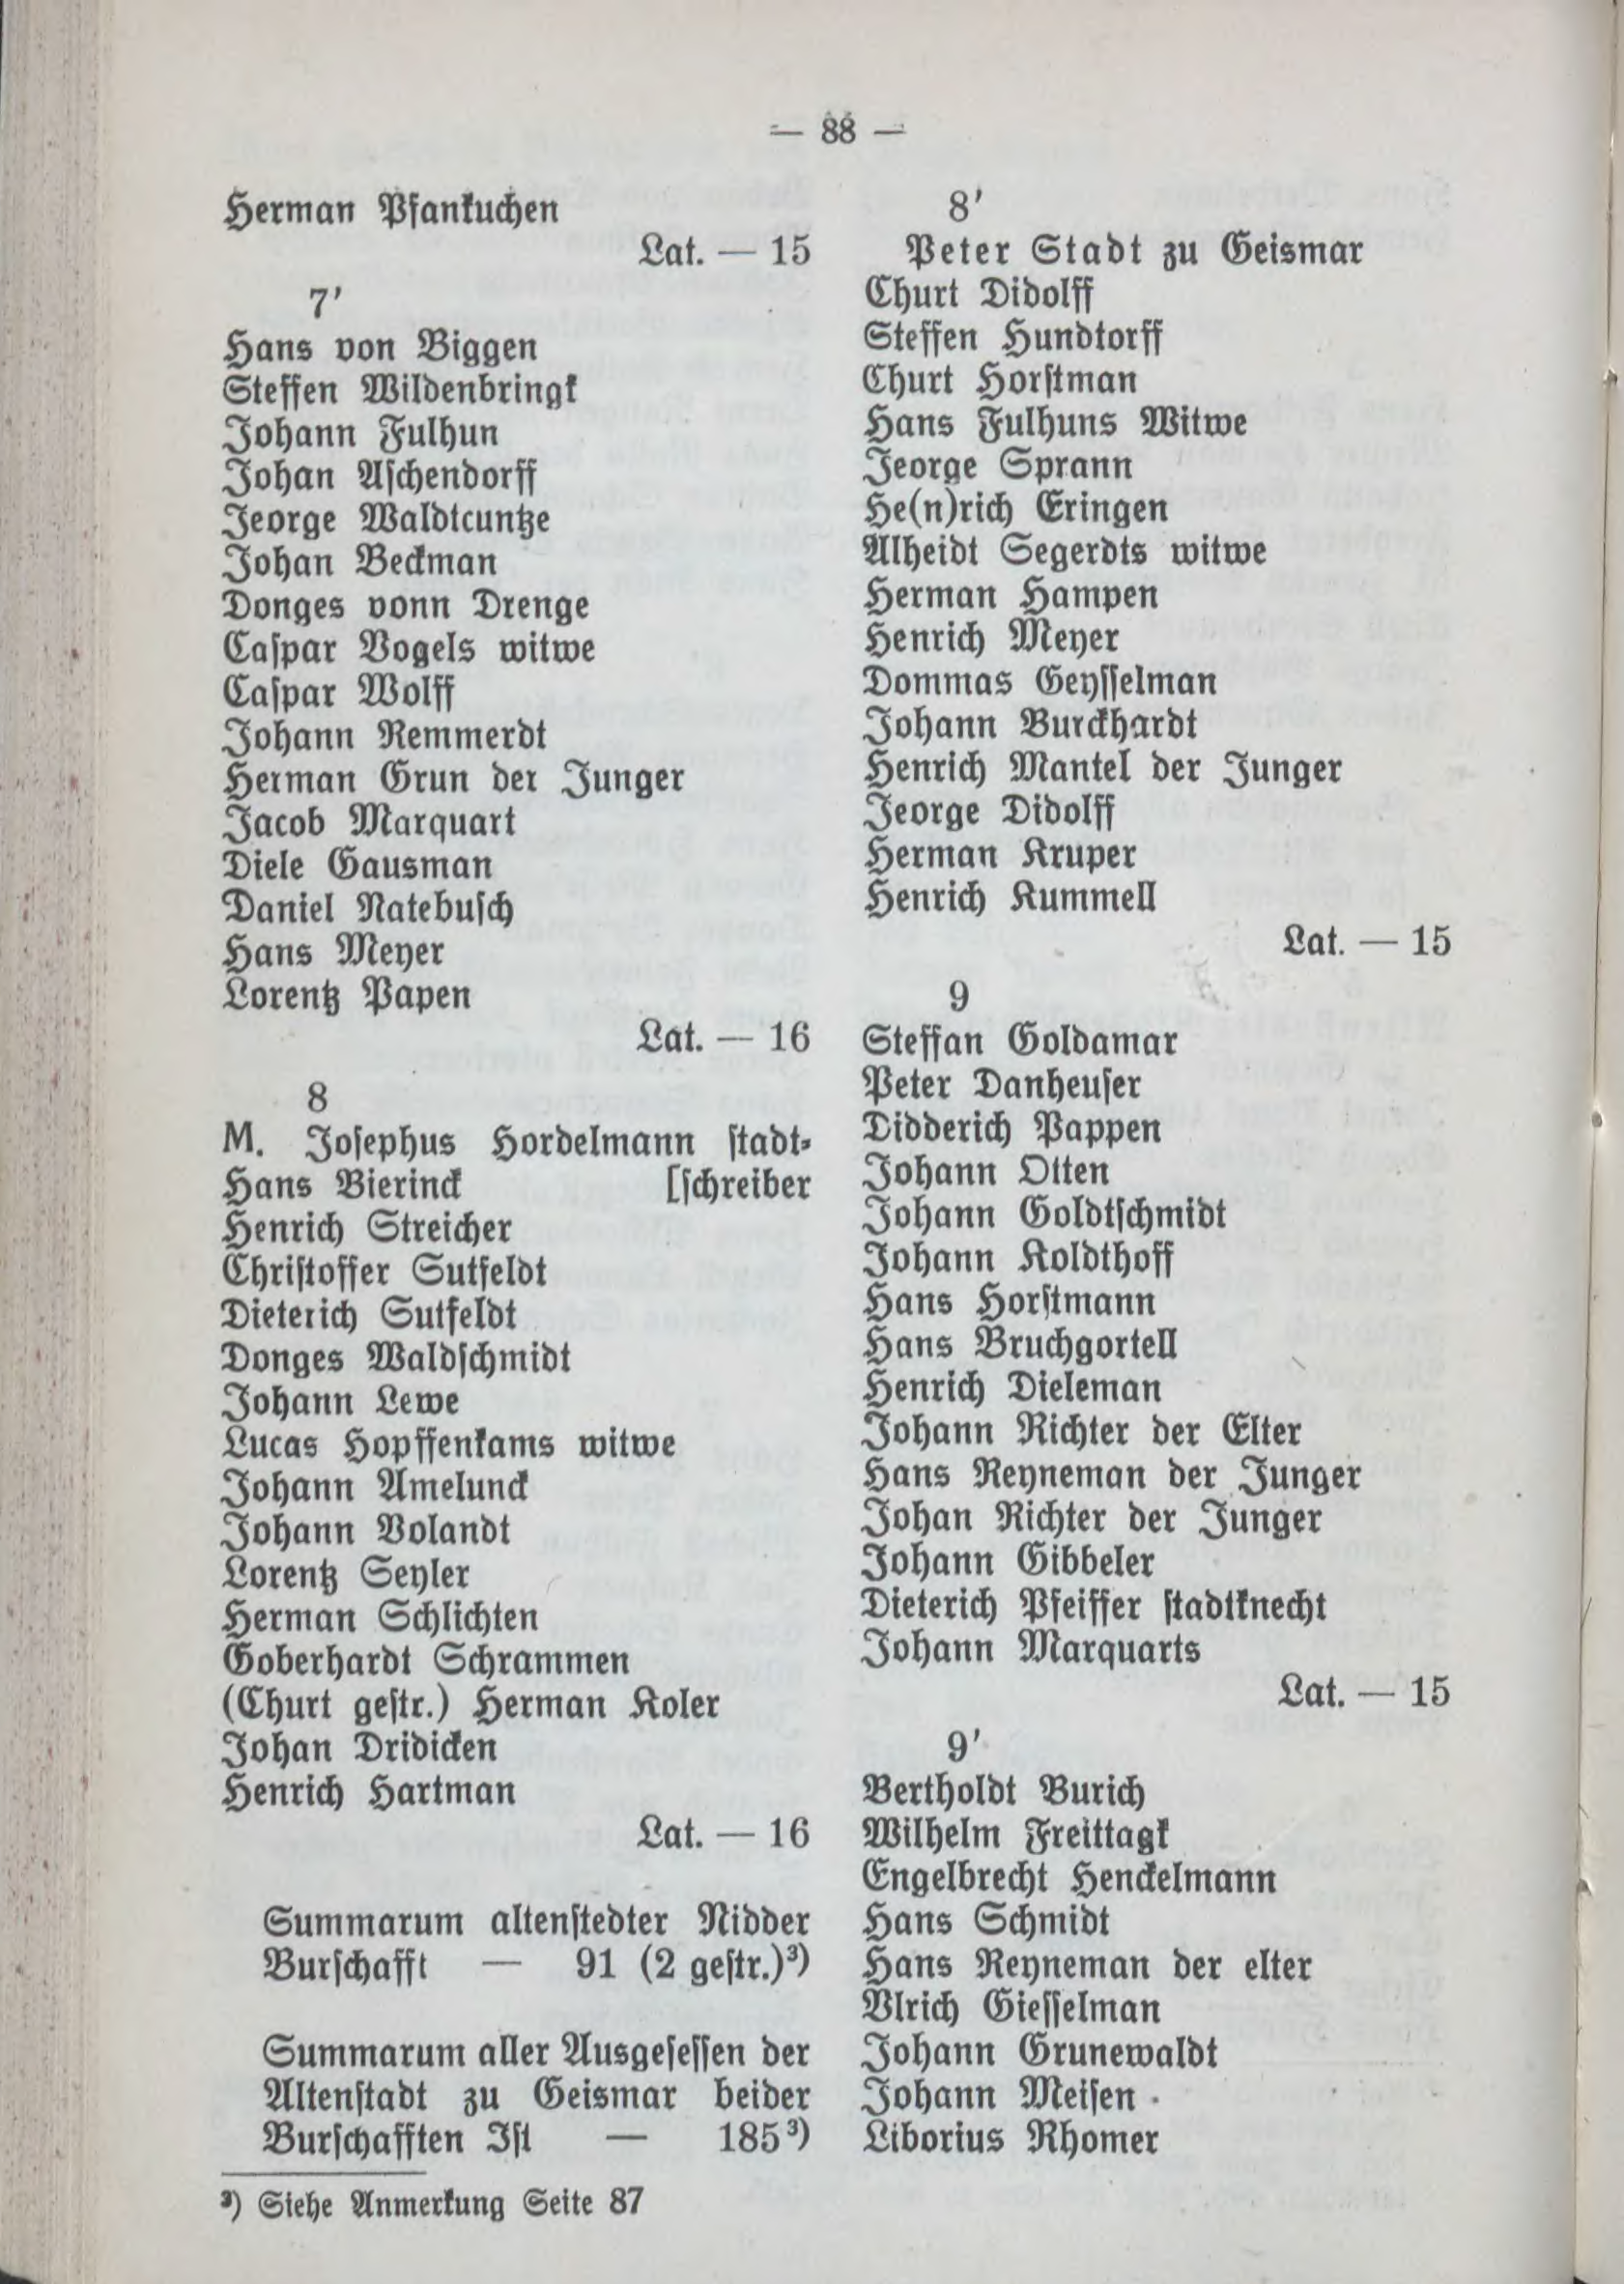 — 88 —
Herman Pfankuchen
Lat. — 15
7'
Hans von Biggen
Steffen Wildenbringk
Johann Fulhun
Johan Aschendorff
Jeorge Waldtcuntze
Johan Beckman
Donges vonn Drenge
Caspar Vogels witwe
Caspar Wolff
Johann Remmerdt
Herman Grun der Junger
Jacob Marquart
Diele Gausman
Daniel Natebusch
Hans Meyer
Lorentz Papen
Lat. — 16
8
M. Josephus Hordelmann stadt-
Hans Bierinck [schreiber
Henrich Streicher
Christoffer Sutfeldt
Dieterich Sutfeldt
Donges Waldschmidt
Johann Lewe
Lucas Hopffenkams witwe
Johann Amelunck
Johann Volandt
Lorentz Seyler
Herman Schlichten
Goberhardt Schrammen
(Churt gestr.) Herman Koler
Johan Dridicken
Henrich Hartman
Lat. — 16
Summarum altenstedter Nidder
Burschafft — 91 (2 gestr.)³)
Summarum aller Ausgesessen der
Altenstadt zu Geismar beider
Burschafften Ist — 185³)
³) Siehe Anmerkung Seite 87
8'
Peter Stadt zu Geismar
Churt Didolff
Steffen Hundtorff
Churt Horstman
Hans Fulhuns Witwe
Jeorge Sprann
He(n)rich Eringen
Alheidt Segerdts witwe
Herman Hampen
Henrich Meyer
Dommas Geysselman
Johann Burckhardt
Henrich Mantel der Junger
Jeorge Didolff
Herman Kruper
Henrich Kummell
Lat. — 15
9
Steffan Goldamar
Peter Danheuser
Didderich Pappen
Johann Otten
Johann Goldtschmidt
Johann Koldthoff
Hans Horstmann
Hans Bruchgortell
Henrich Dieleman
Johann Richter der Elter
Hans Reyneman der Junger
Johan Richter der Junger
Johann Gibbeler
Dieterich Pfeiffer stadtknecht
Johann Marquarts
Lat. — 15
9'
Bertholdt Burich
Wilhelm Freittagk
Engelbrecht Henckelmann
Hans Schmidt
Hans Reyneman der elter
Vlrich Giesselman
Johann Grunewaldt
Johann Meisen
Liborius Rhomer